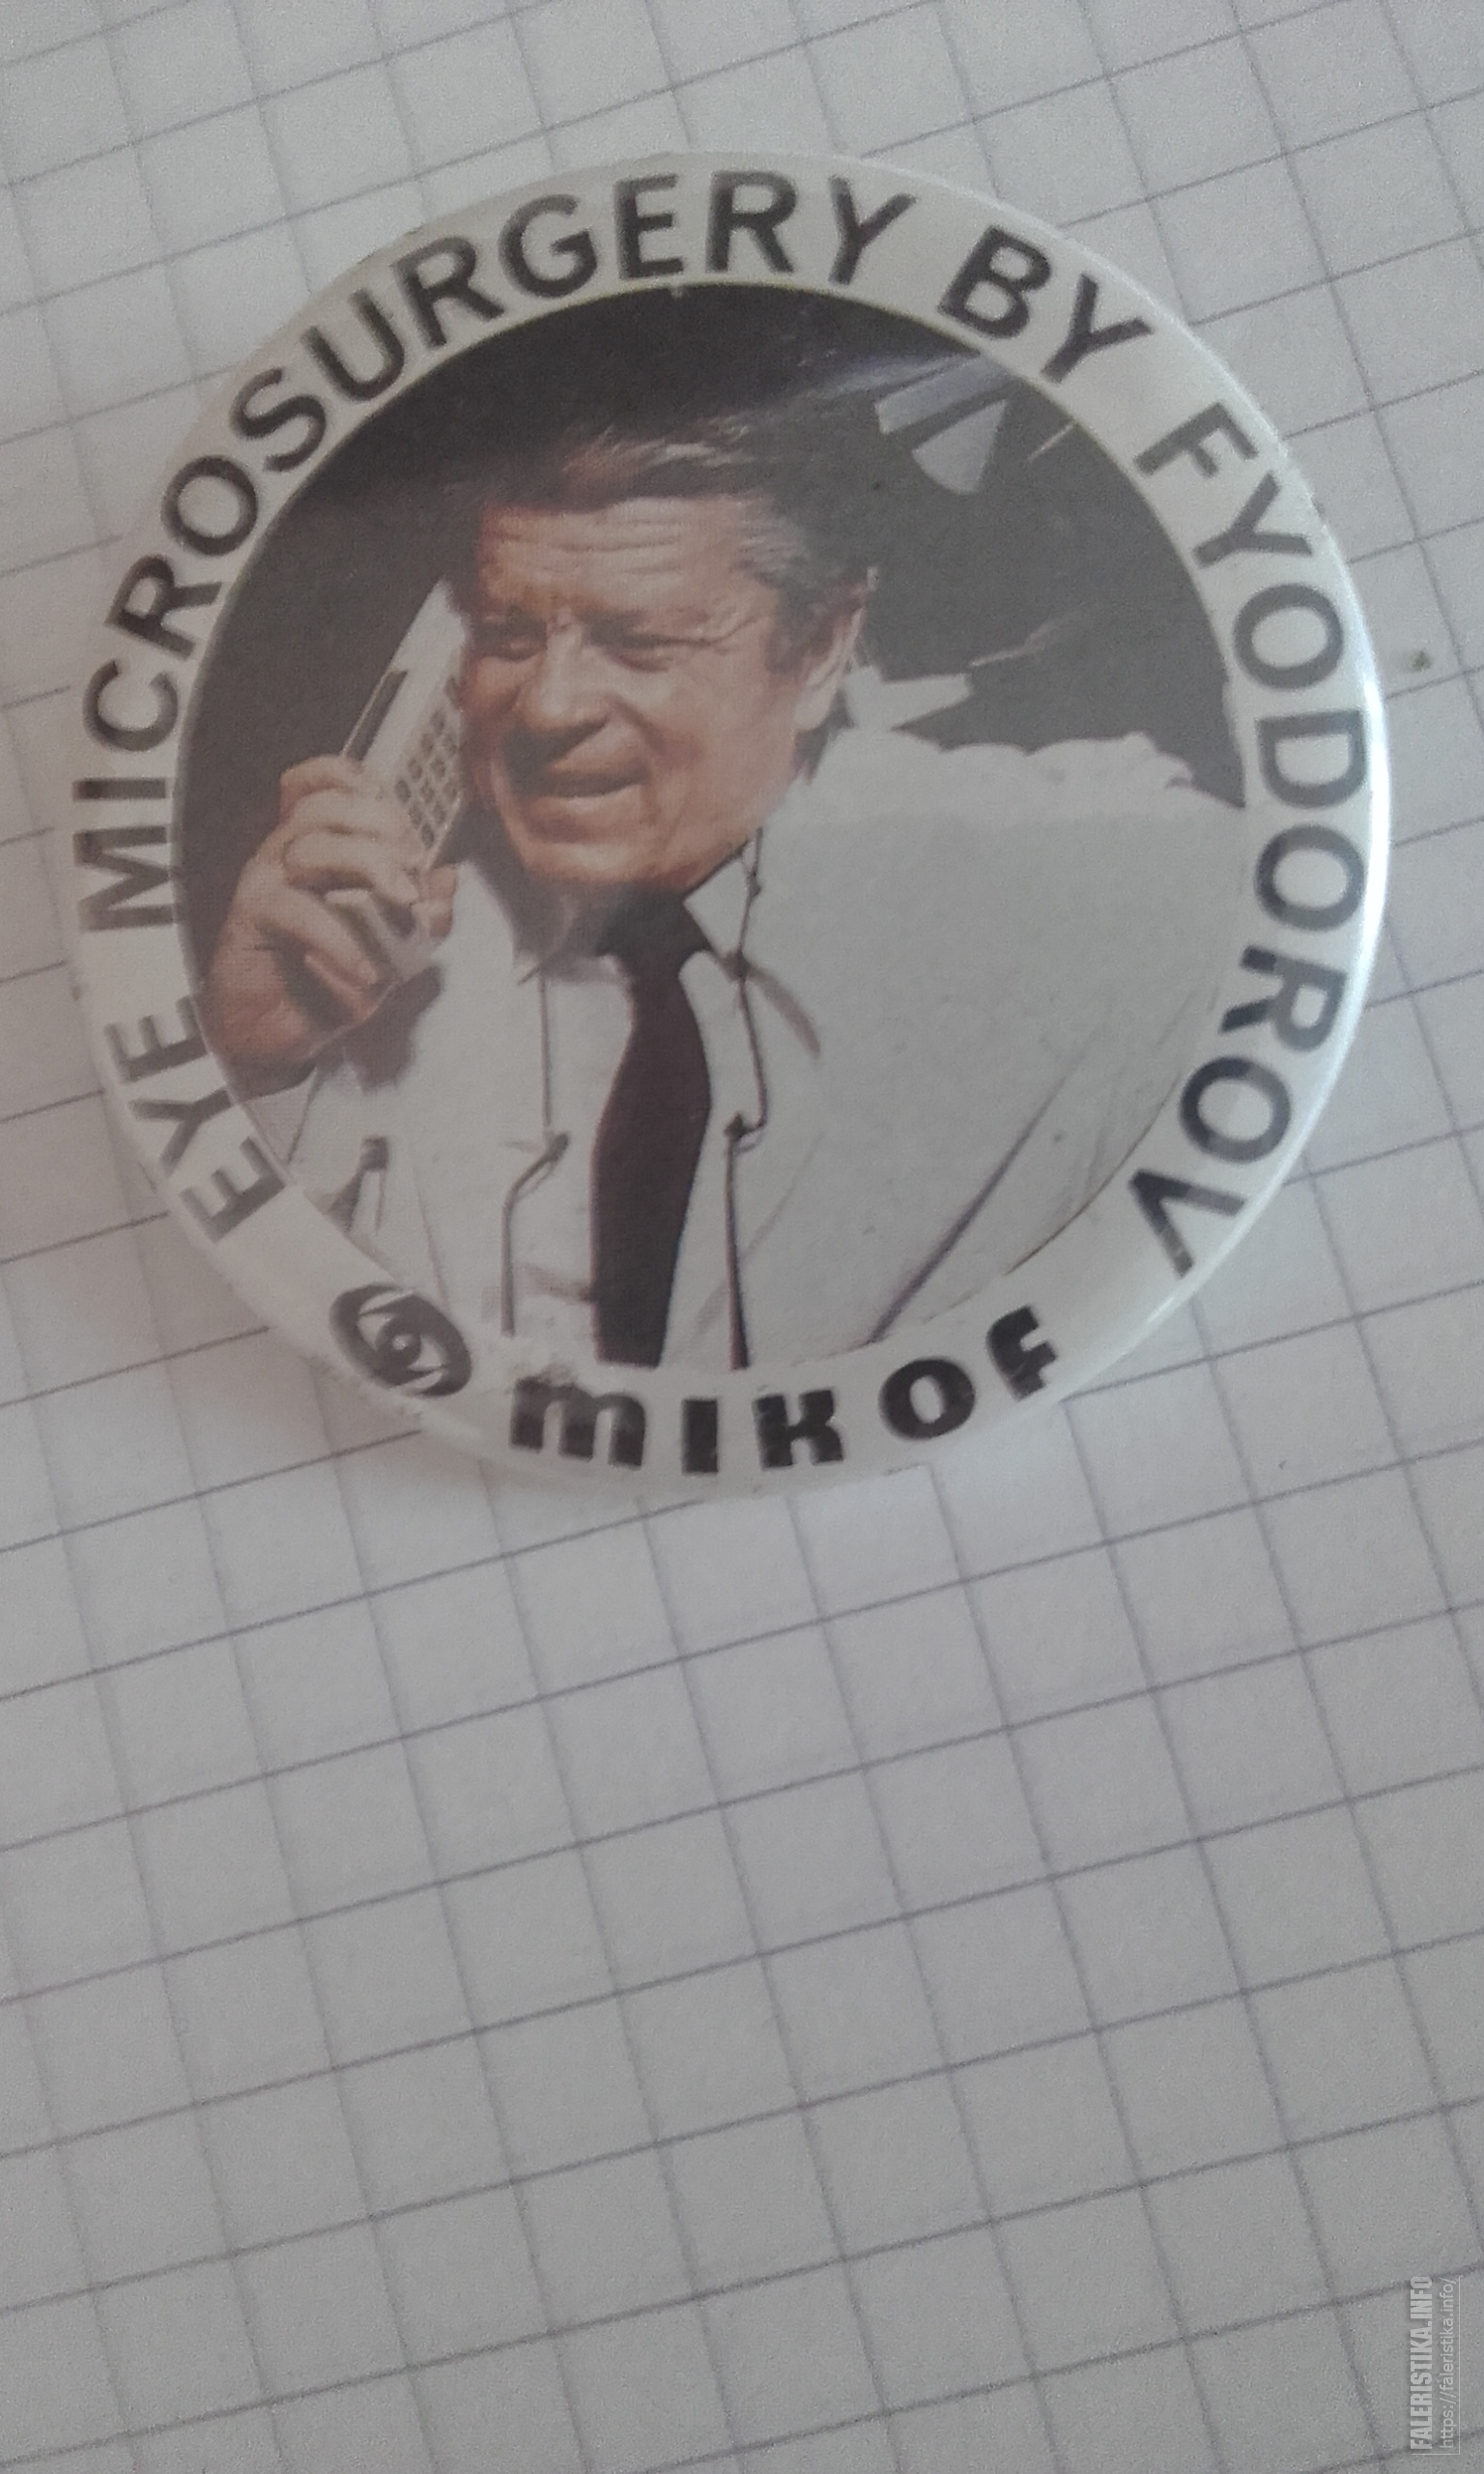 EYE MICROSURGERY BY FYODOROV
MIKOF
FALERISTIKA.INFO
https://faleristika.info/